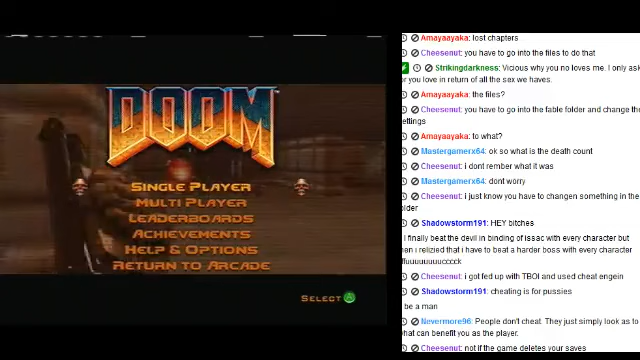 DOOM
SINGLE PLAYER
MULTI PLAYER
LEADERBOARDS
ACHIEVEMENTS
HELP & OPTIONS
RETURN TO ARCADE
SELECT A
Amayaayaka: lost chapters
Cheesenut: you have to go into the files to do that
Strikingdarkness: Vicious why you no loves me. I only ask
or you love in return of all the sex we haves.
Amayaayaka: the files?
Cheesenut: you have to go into the fable folder and change the
ettings
Amayaayaka: to what?
Mastergamerx64: ok so what is the death count
Cheesenut: i dont rember what it was
Mastergamerx64: dont worry
Cheesenut: i just know you have to changen something in the
older
Shadowstorm191: HEY bitches
i finally beat the devil in binding of issac with every character but
hen i relizied that i have to beat a harder boss with every character
ffuuuuuuucccck
Cheesenut: i got fed up with TBOI and used cheat engein
Shadowstorm191: cheating is for pussies
be a man
Nevermore96: People don't cheat. They just simply look as to
hat can benefit you as the player.
Cheesenut: not if the game deletes your saves